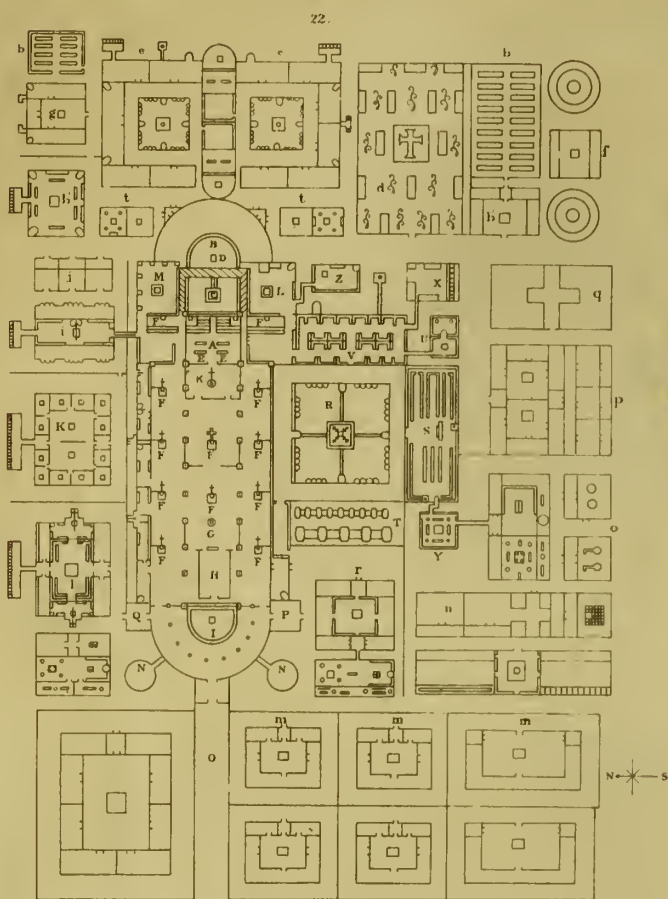 22.
b e c b
g f
h d h
t t
B
D
M C L Z X
j
F F
i A U
E E V q
K
F F R
K S p
F F F
G T
F F F
l H Y o
Q I P r n
N N
O m m m
N S